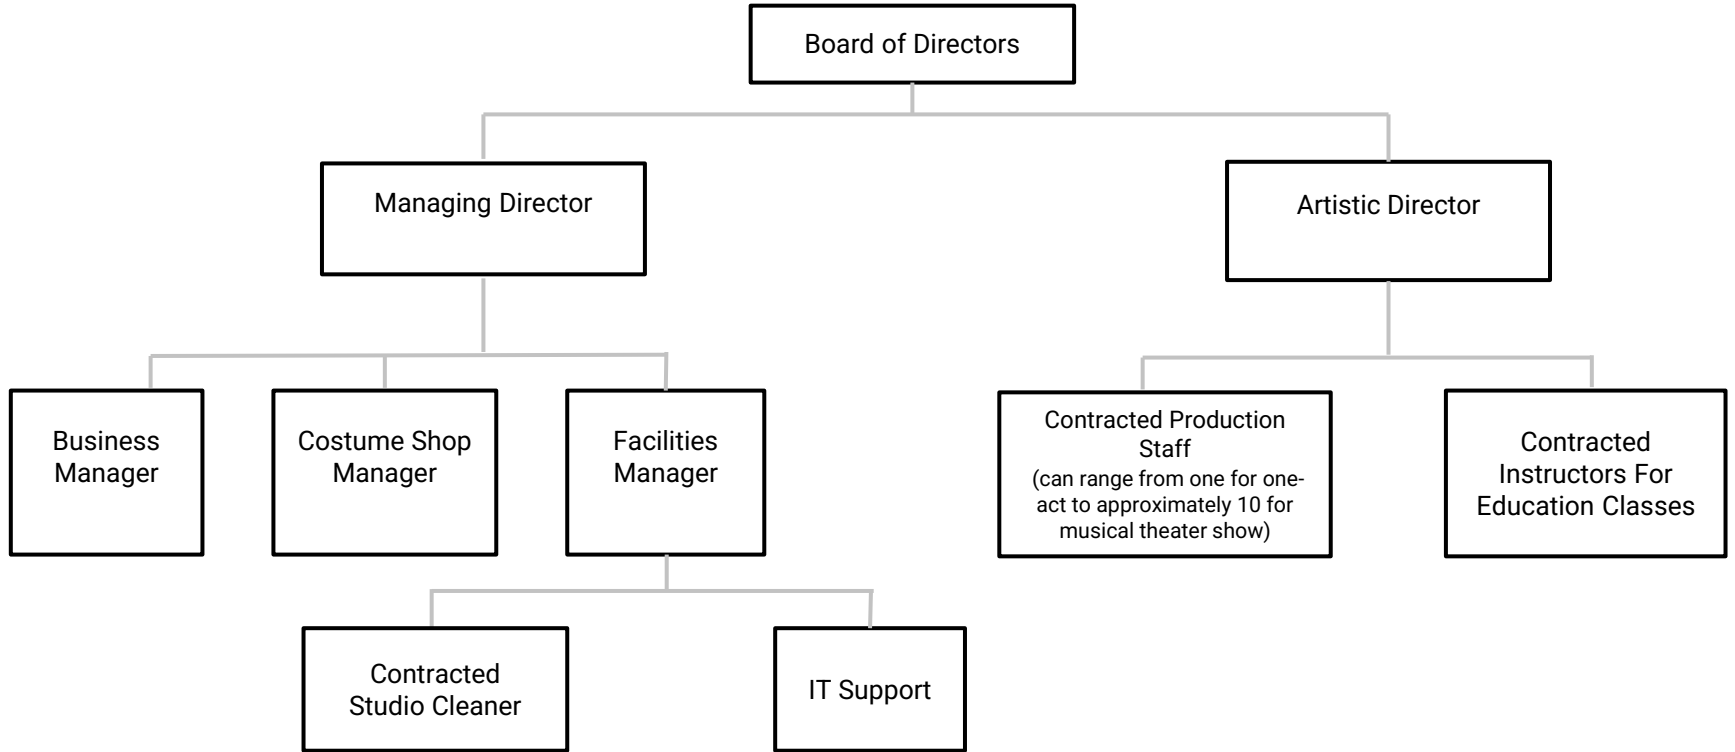 Board of Directors
Managing Director
Artistic Director
Business
Manager
Costume Shop
Manager
Facilities
Manager
Contracted Production
Staff
(can range from one for one-
act to approximately 10 for
musical theater show)
Contracted
Instructors For
Education Classes
Contracted
Studio Cleaner
IT Support